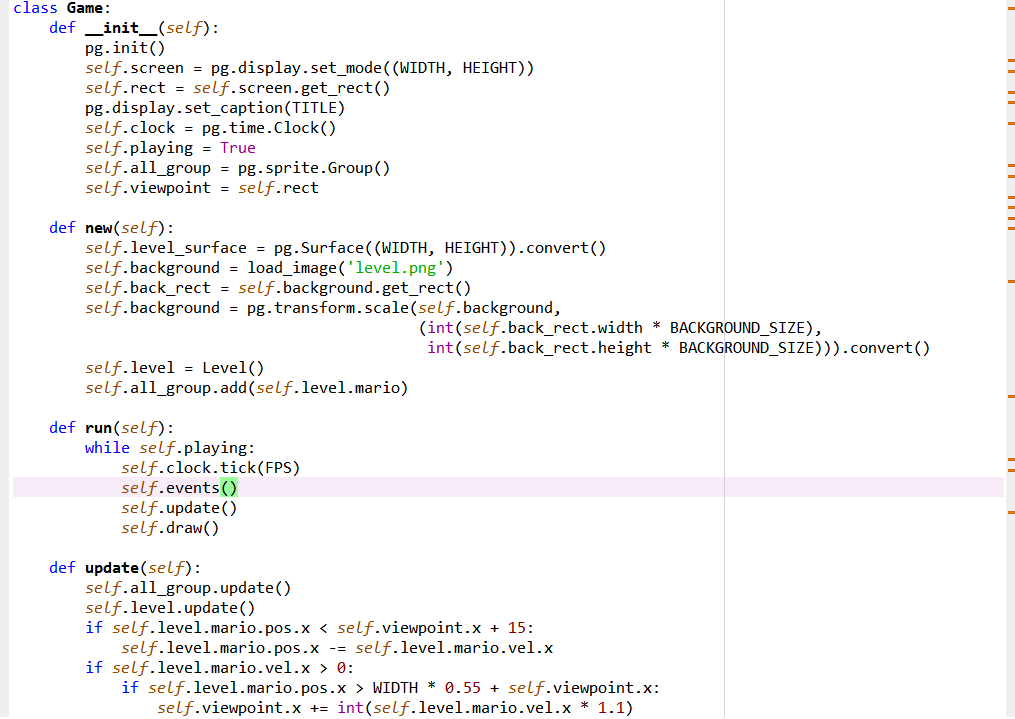 class Game:
    def __init__(self):
        pg.init()
        self.screen = pg.display.set_mode((WIDTH, HEIGHT))
        self.rect = self.screen.get_rect()
        pg.display.set_caption(TITLE)
        self.clock = pg.time.Clock()
        self.playing = True
        self.all_group = pg.sprite.Group()
        self.viewpoint = self.rect

    def new(self):
        self.level_surface = pg.Surface((WIDTH, HEIGHT)).convert()
        self.background = load_image('level.png')
        self.back_rect = self.background.get_rect()
        self.background = pg.transform.scale(self.background,
                                             (int(self.back_rect.width * BACKGROUND_SIZE),
                                              int(self.back_rect.height * BACKGROUND_SIZE))).convert()
        self.level = Level()
        self.all_group.add(self.level.mario)

    def run(self):
        while self.playing:
            self.clock.tick(FPS)
            self.events()
            self.update()
            self.draw()

    def update(self):
        self.all_group.update()
        self.level.update()
        if self.level.mario.pos.x < self.viewpoint.x + 15:
            self.level.mario.pos.x -= self.level.mario.vel.x
        if self.level.mario.vel.x > 0:
            if self.level.mario.pos.x > WIDTH * 0.55 + self.viewpoint.x:
                self.viewpoint.x += int(self.level.mario.vel.x * 1.1)